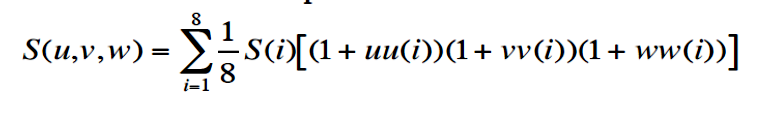 S(u,v,w) = \sum_{i=1}^{8} \frac{1}{8} S(i)[(1 + uu(i))(1 + vv(i))(1 + ww(i))]